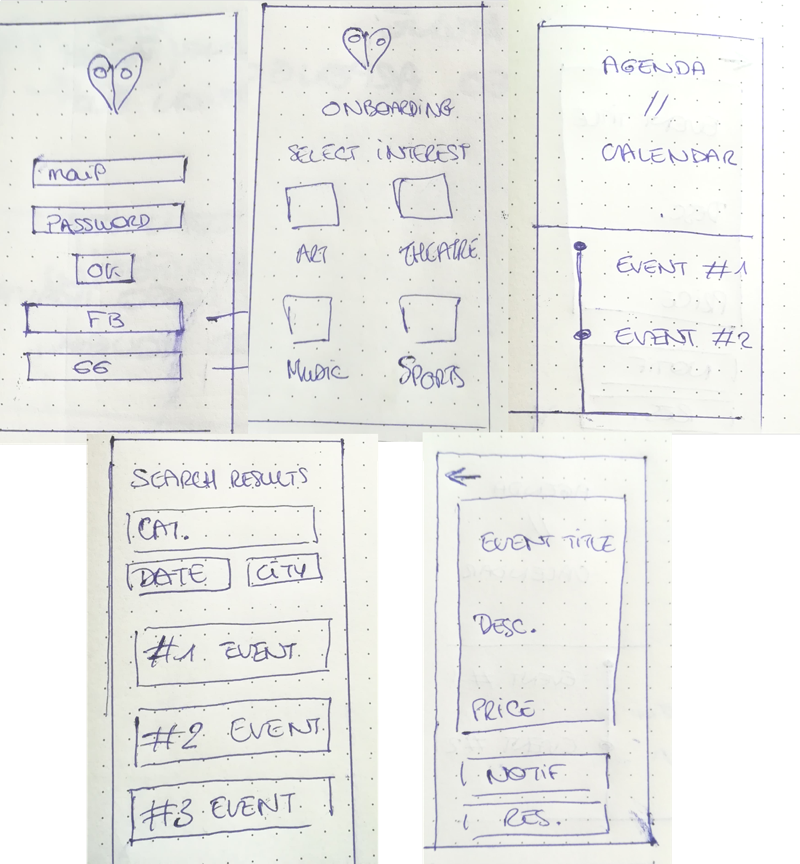 mail
PASSWORD
OK
FB
GG
ONBOARDING
SELECT INTEREST
ART THEATRE
MUSIC SPORTS
AGENDA
//
CALENDAR
EVENT #1
EVENT #2
SEARCH RESULTS
CAT.
DATE CITY
#1 EVENT
#2 EVENT
#3 EVENT
←
EVENT TITLE
DESC.
PRICE
NOTIF
RES.